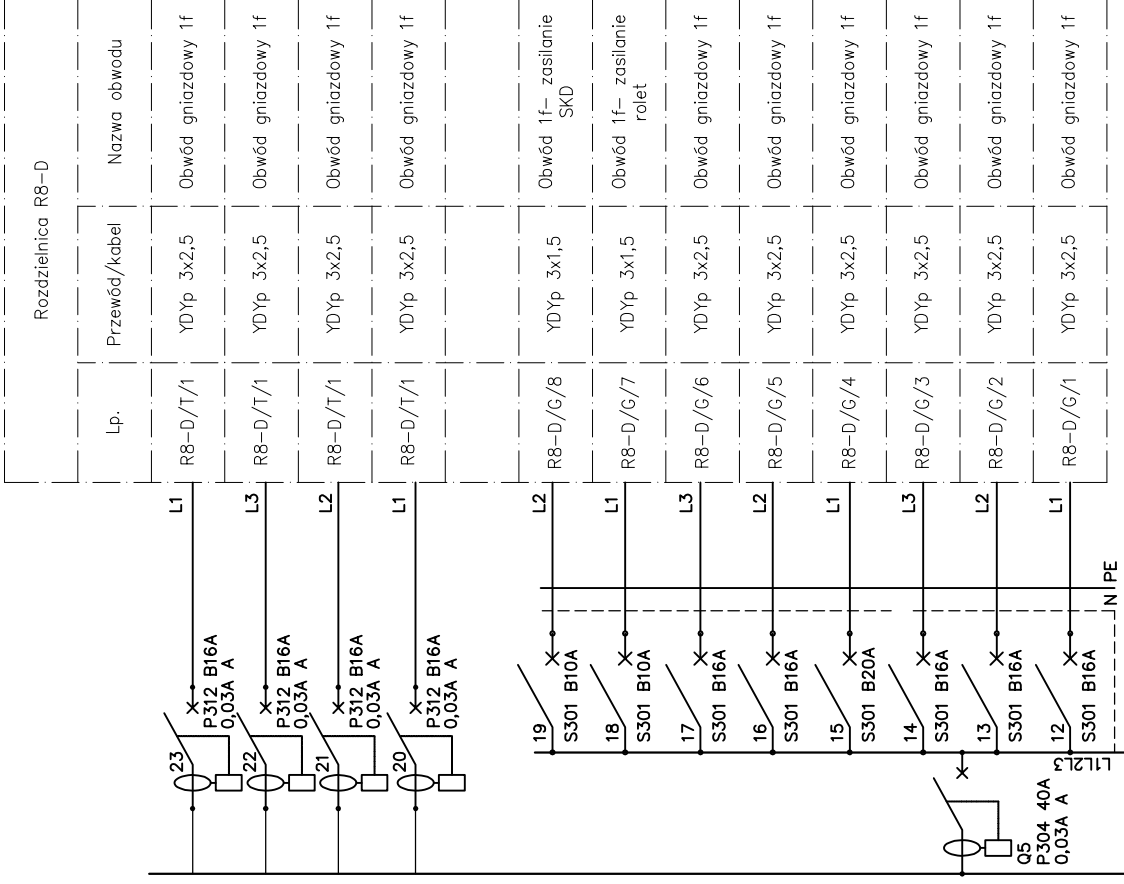 Rozdzielnica R8-D
Lp.
Przewód/kabel
Nazwa obwodu
R8-D/T/1
YDYp 3x2,5
Obwód gniazdowy 1f
R8-D/T/1
YDYp 3x2,5
Obwód gniazdowy 1f
R8-D/T/1
YDYp 3x2,5
Obwód gniazdowy 1f
R8-D/T/1
YDYp 3x2,5
Obwód gniazdowy 1f
R8-D/G/8
YDYp 3x1,5
Obwód 1f- zasilanie
SKD
R8-D/G/7
YDYp 3x1,5
Obwód 1f- zasilanie
rolet
R8-D/G/6
YDYp 3x2,5
Obwód gniazdowy 1f
R8-D/G/5
YDYp 3x2,5
Obwód gniazdowy 1f
R8-D/G/4
YDYp 3x2,5
Obwód gniazdowy 1f
R8-D/G/3
YDYp 3x2,5
Obwód gniazdowy 1f
R8-D/G/2
YDYp 3x2,5
Obwód gniazdowy 1f
R8-D/G/1
YDYp 3x2,5
Obwód gniazdowy 1f
L1
L3
L2
L1
L2
L1
L3
L2
L1
L3
L2
L1
23
P312 B16A
0,03A A
22
P312 B16A
0,03A A
21
P312 B16A
0,03A A
20
P312 B16A
0,03A A
19
S301 B10A
18
S301 B10A
17
S301 B16A
16
S301 B16A
15
S301 B20A
14
S301 B16A
13
S301 B16A
12
S301 B16A
N PE
L1L2L3
Q5
P304 40A
0,03A A